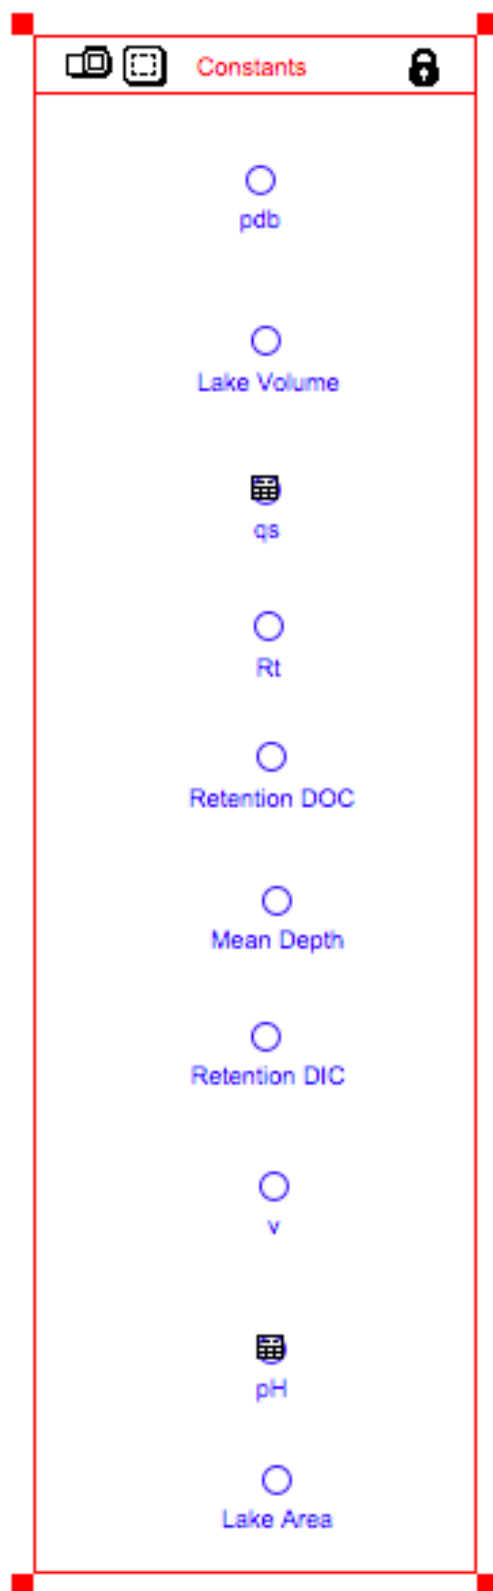 Constants
pdb
Lake Volume
qs
Rt
Retention DOC
Mean Depth
Retention DIC
v
pH
Lake Area